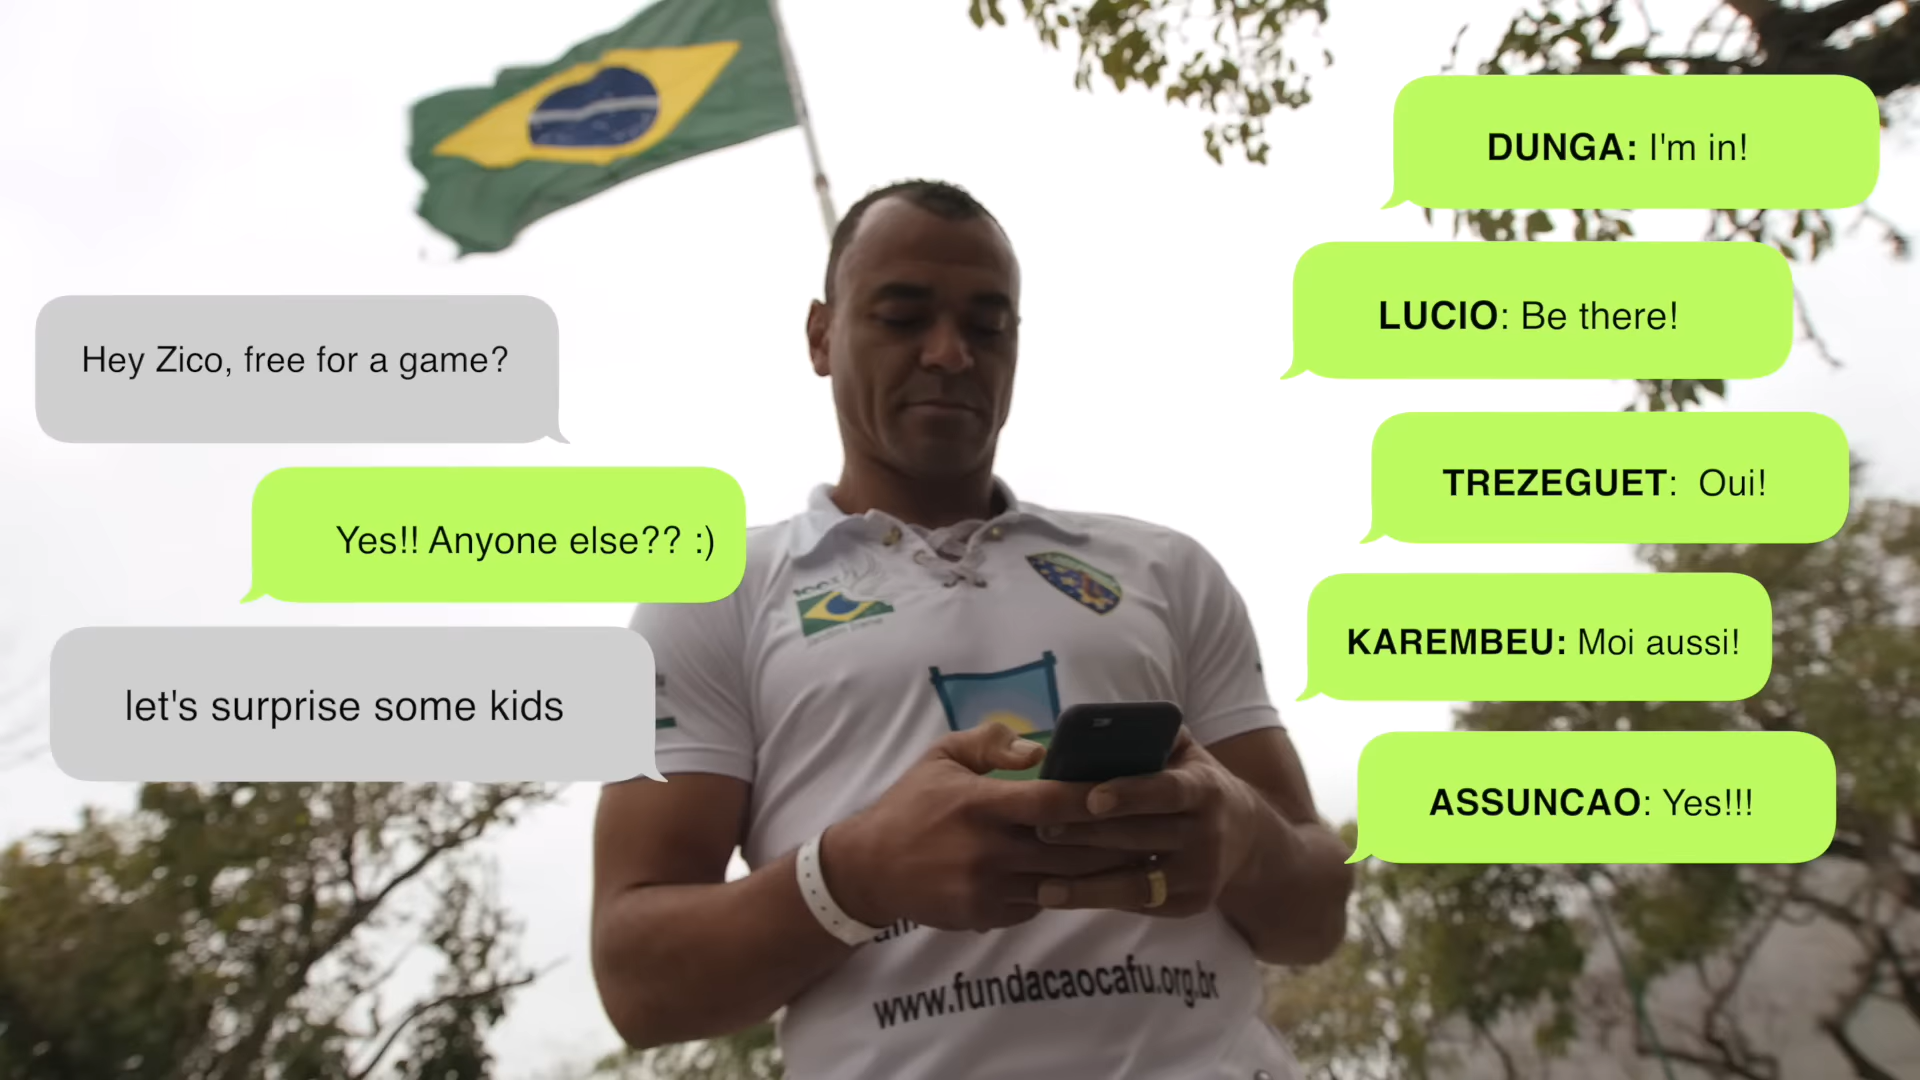 Hey Zico, free for a game?
Yes!! Anyone else?? :)
let's surprise some kids
DUNGA: I'm in!
LUCIO: Be there!
TREZEGUET: Oui!
KAREMBEU: Moi aussi!
ASSUNCAO: Yes!!!
100%
www.fundacaocafu.org.br